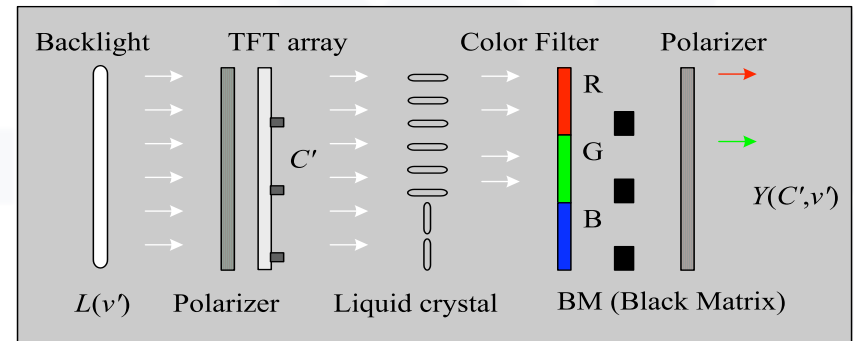 Backlight TFT array Color Filter Polarizer
R
C′
G
Y(C′,v′)
B
L(v′) Polarizer Liquid crystal BM (Black Matrix)